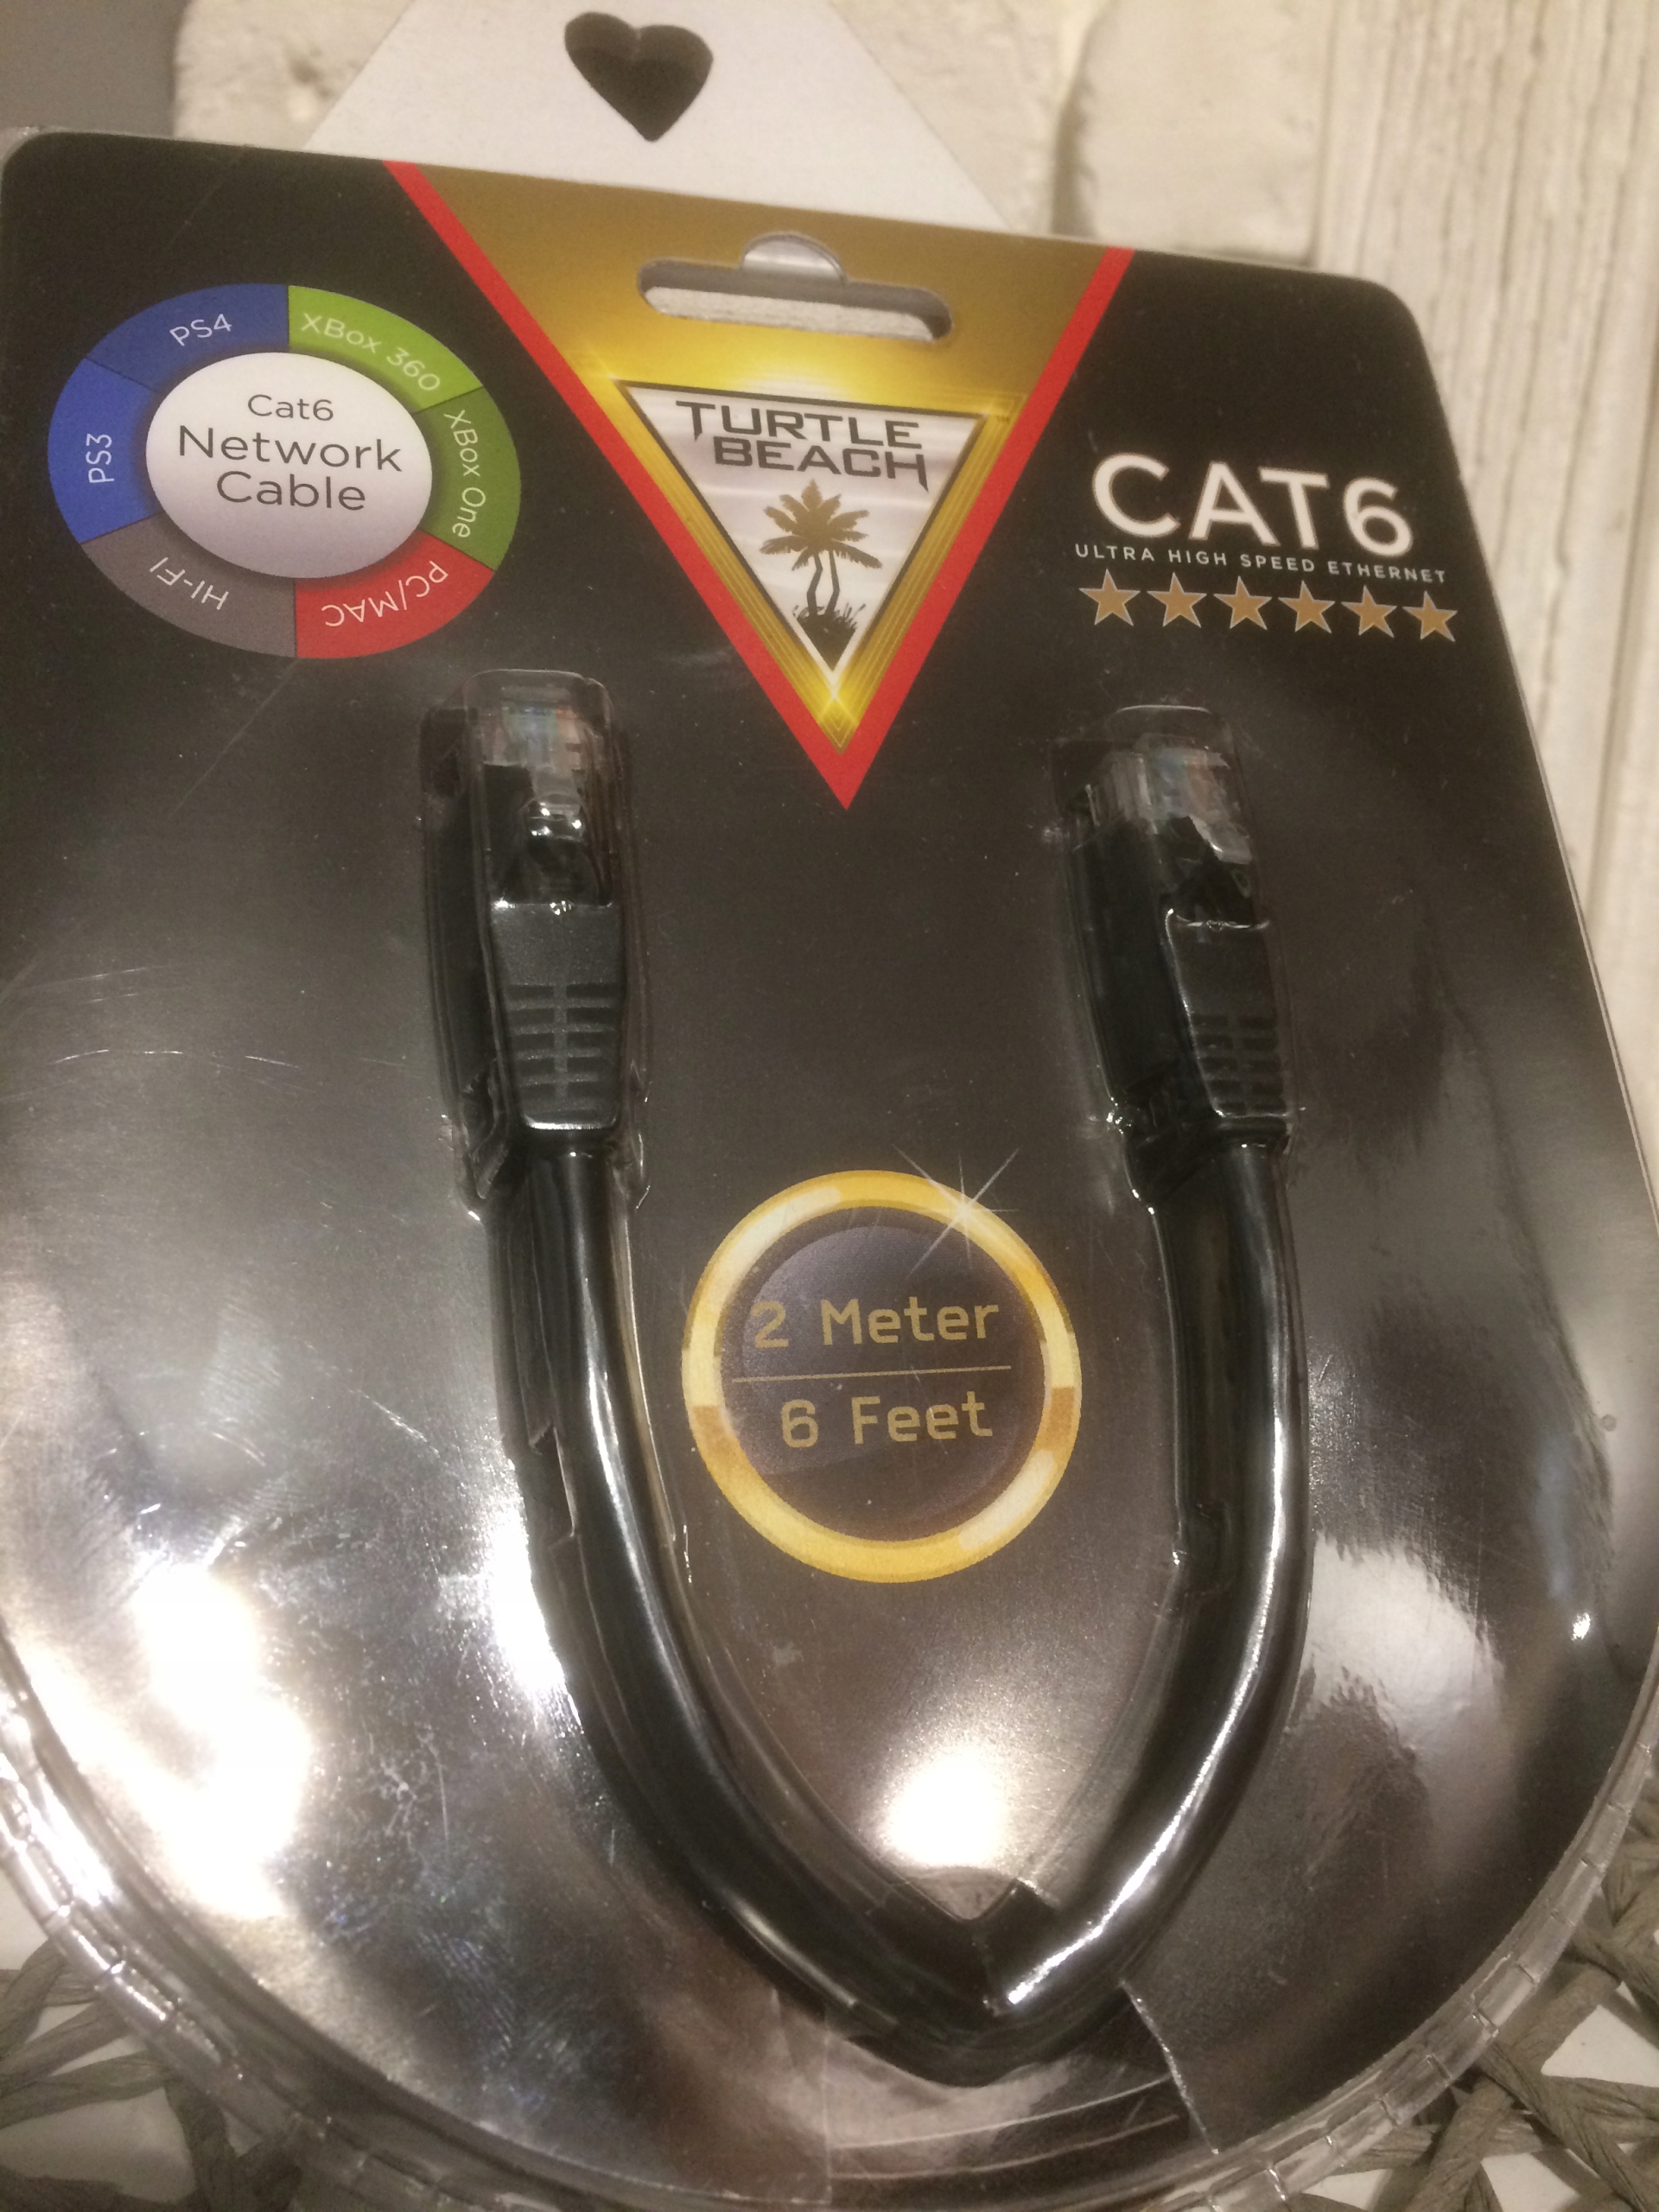 PS4
XBox 360
XBox One
PC/MAC
HI-FI
PS3
Cat6
Network
Cable
TURTLE
BEACH
CAT6
ULTRA HIGH SPEED ETHERNET
2 Meter
6 Feet